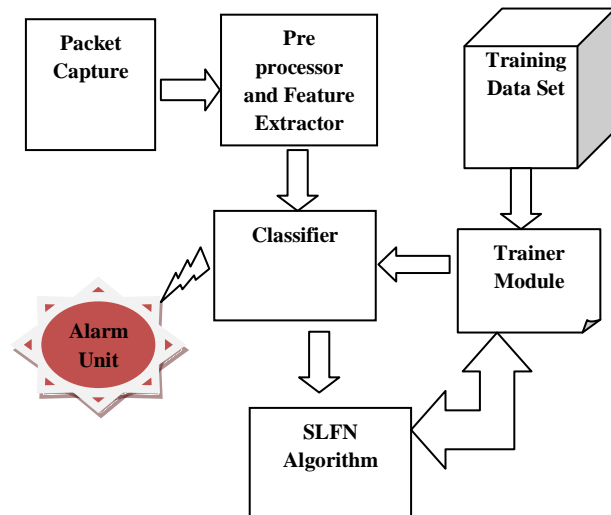 Packet
Capture
Pre
processor
and Feature
Extractor
Training
Data Set
Classifier
Trainer
Module
Alarm
Unit
SLFN
Algorithm